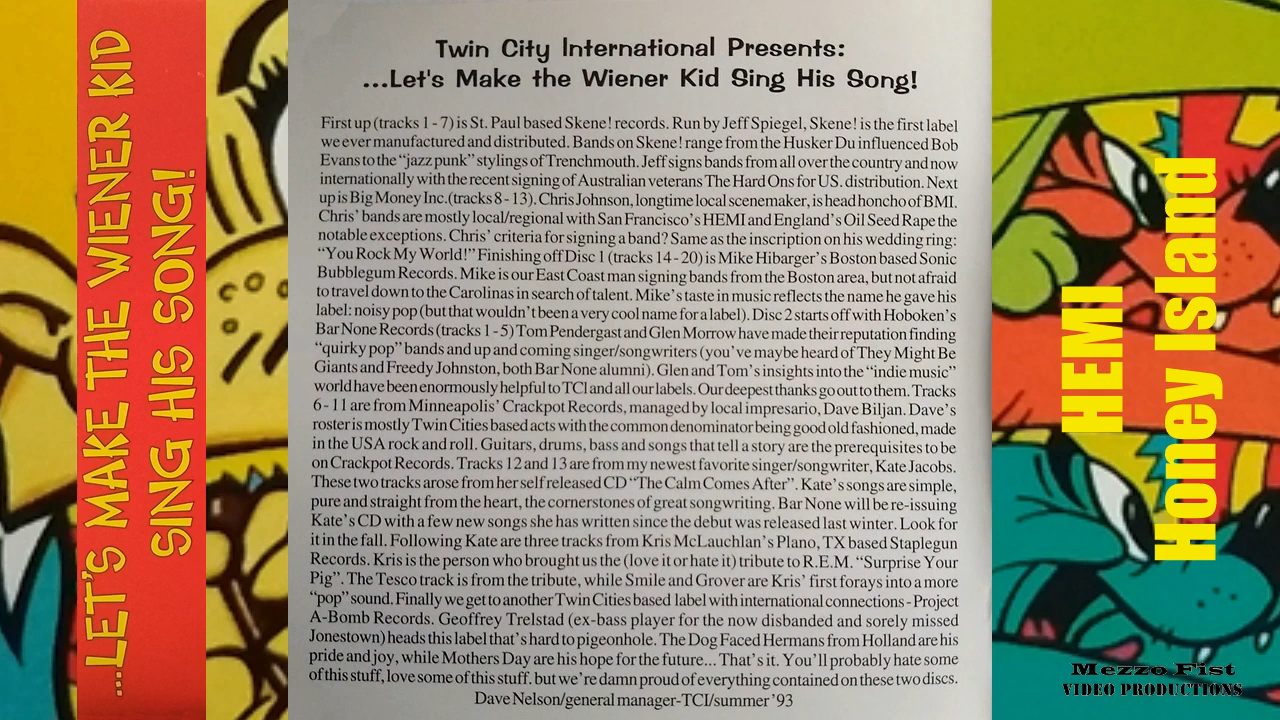 ...LET'S MAKE THE WIENER KID
SING HIS SONG!
Twin City International Presents:
...Let's Make the Wiener Kid Sing His Song!
First up (tracks 1 - 7) is St. Paul based Skene! records. Run by Jeff Spiegel, Skene! is the first label
we ever manufactured and distributed. Bands on Skene! range from the Husker Du influenced Bob
Evans to the “jazz punk” stylings of Trenchmouth. Jeff signs bands from all over the country and now
internationally with the recent signing of Australian veterans The Hard Ons for US. distribution. Next
up is Big Money Inc.(tracks 8 - 13). Chris Johnson, longtime local scenemaker, is head honcho of BMI.
Chris’ bands are mostly local/regional with San Francisco’s HEMI and England’s Oil Seed Rape the
notable exceptions. Chris’ criteria for signing a band? Same as the inscription on his wedding ring:
“You Rock My World!” Finishing off Disc 1 (tracks 14 - 20) is Mike Hibarger’s Boston based Sonic
Bubblegum Records. Mike is our East Coast man signing bands from the Boston area, but not afraid
to travel down to the Carolinas in search of talent. Mike’s taste in music reflects the name he gave his
label: noisy pop (but that wouldn’t been a very cool name for a label). Disc 2 starts off with Hoboken’s
Bar None Records (tracks 1 - 5) Tom Pendergast and Glen Morrow have made their reputation finding
“quirky pop” bands and up and coming singer/songwriters (you’ve maybe heard of They Might Be
Giants and Freedy Johnston, both Bar None alumni). Glen and Tom’s insights into the “indie music”
world have been enormously helpful to TCI and all our labels. Our deepest thanks go out to them. Tracks
6 - 11 are from Minneapolis’ Crackpot Records, managed by local impresario, Dave Biljan. Dave’s
roster is mostly Twin Cities based acts with the common denominator being good old fashioned, made
in the USA rock and roll. Guitars, drums, bass and songs that tell a story are the prerequisites to be
on Crackpot Records. Tracks 12 and 13 are from my newest favorite singer/songwriter, Kate Jacobs.
These two tracks arose from her self released CD “The Calm Comes After”. Kate’s songs are simple,
pure and straight from the heart, the cornerstones of great songwriting. Bar None will be re-issuing
Kate’s CD with a few new songs she has written since the debut was released last winter. Look for
it in the fall. Following Kate are three tracks from Kris McLauchlan’s Plano, TX based Staplegun
Records. Kris is the person who brought us the (love it or hate it) tribute to R.E.M. “Surprise Your
Pig”. The Tesco track is from the tribute, while Smile and Grover are Kris’ first forays into a more
“pop” sound. Finally we get to another Twin Cities based label with international connections - Project
A-Bomb Records. Geoffrey Trelstad (ex-bass player for the now disbanded and sorely missed
Jonestown) heads this label that’s hard to pigeonhole. The Dog Faced Hermans from Holland are his
pride and joy, while Mothers Day are his hope for the future... That’s it. You’ll probably hate some
of this stuff, love some of this stuff. but we’re damn proud of everything contained on these two discs.
Dave Nelson/general manager-TCI/summer’93
HEMI
Honey Island
Mezzo Fist
VIDEO PRODUCTIONS